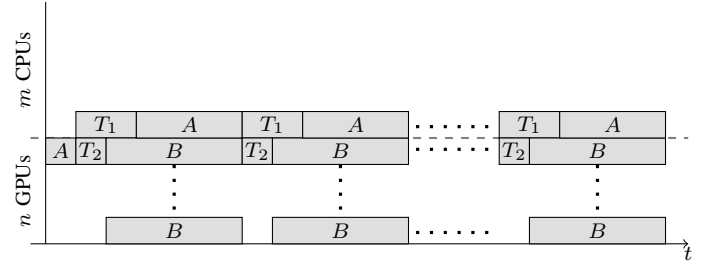 m CPUs
T₁ A T₁ A ...... T₁ A
A T₂ B T₂ B ...... T₂ B
n GPUs
B B ...... B
t